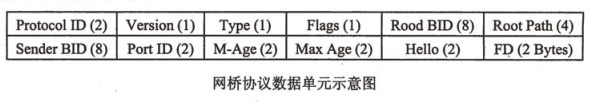 Protocol ID (2) Version (1) Type (1) Flags (1) Rood BID (8) Root Path (4)
Sender BID (8) Port ID (2) M-Age (2) Max Age (2) Hello (2) FD (2 Bytes)
网桥协议数据单元示意图